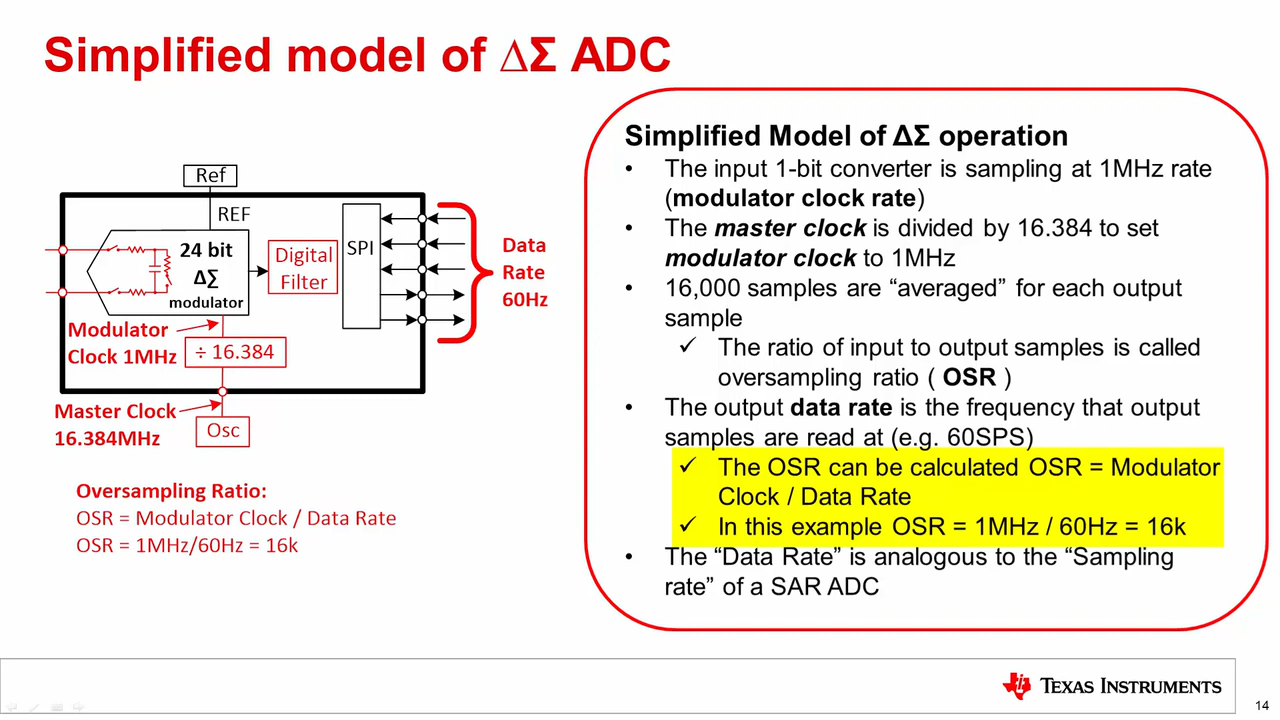 Simplified model of ∆Σ ADC
Ref
REF
24 bit
Δ∑
modulator
Digital
Filter
SPI
Data
Rate
60Hz
Modulator
Clock 1MHz
÷ 16.384
Master Clock
16.384MHz
Osc
Oversampling Ratio:
OSR = Modulator Clock / Data Rate
OSR = 1MHz/60Hz = 16k
Simplified Model of ΔΣ operation
• The input 1-bit converter is sampling at 1MHz rate
(modulator clock rate)
• The master clock is divided by 16.384 to set
modulator clock to 1MHz
• 16,000 samples are “averaged” for each output
sample
✓ The ratio of input to output samples is called
oversampling ratio ( OSR )
• The output data rate is the frequency that output
samples are read at (e.g. 60SPS)
✓ The OSR can be calculated OSR = Modulator
Clock / Data Rate
✓ In this example OSR = 1MHz / 60Hz = 16k
• The “Data Rate” is analogous to the “Sampling
rate” of a SAR ADC
TEXAS INSTRUMENTS
14